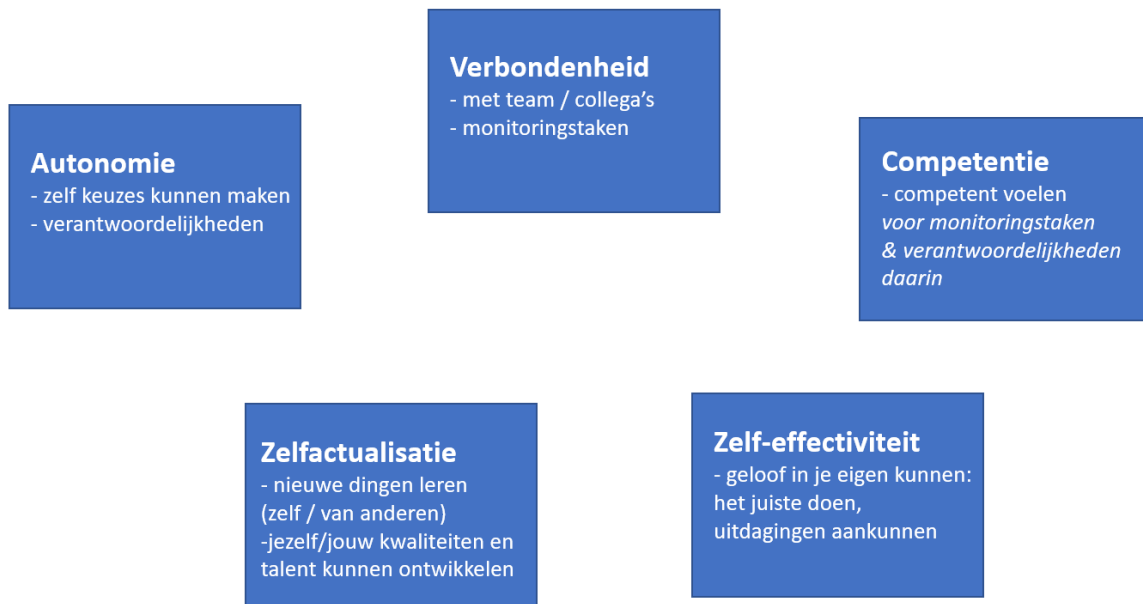 Verbondenheid
- met team / collega's
- monitoringstaken
Autonomie
- zelf keuzes kunnen maken
- verantwoordelijkheden
Competentie
- competent voelen
voor monitoringstaken
& verantwoordelijkheden
daarin
Zelfactualisatie
- nieuwe dingen leren
(zelf / van anderen)
-jezelf/jouw kwaliteiten en
talent kunnen ontwikkelen
Zelf-effectiviteit
- geloof in je eigen kunnen:
het juiste doen,
uitdagingen aankunnen